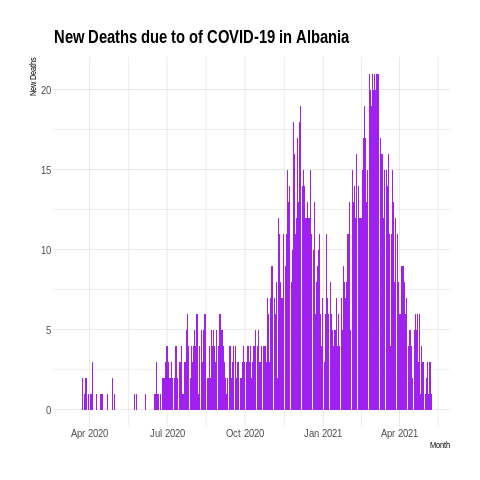 New Deaths due to of COVID-19 in Albania
New Deaths
20
15
10
5
0
Apr 2020 Jul 2020 Oct 2020 Jan 2021 Apr 2021
Month